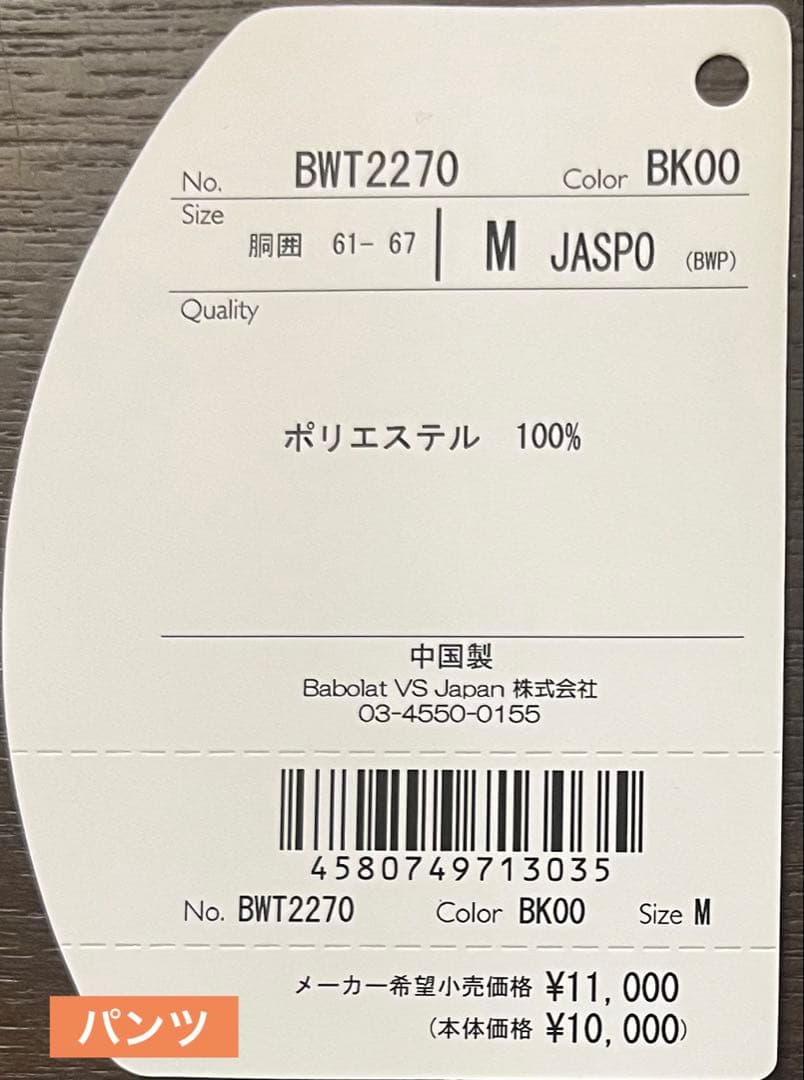 No. BWT2270 Color BK00
Size 胴囲 61- 67 M JASPO (BWP)
Quality
ポリエステル 100%
中国製
Babolat VS Japan 株式会社
03-4550-0155
4580749713035
No. BWT2270 Color BK00 Size M
メーカー希望小売価格 ¥11,000
(本体価格 ¥10,000)
パンツ